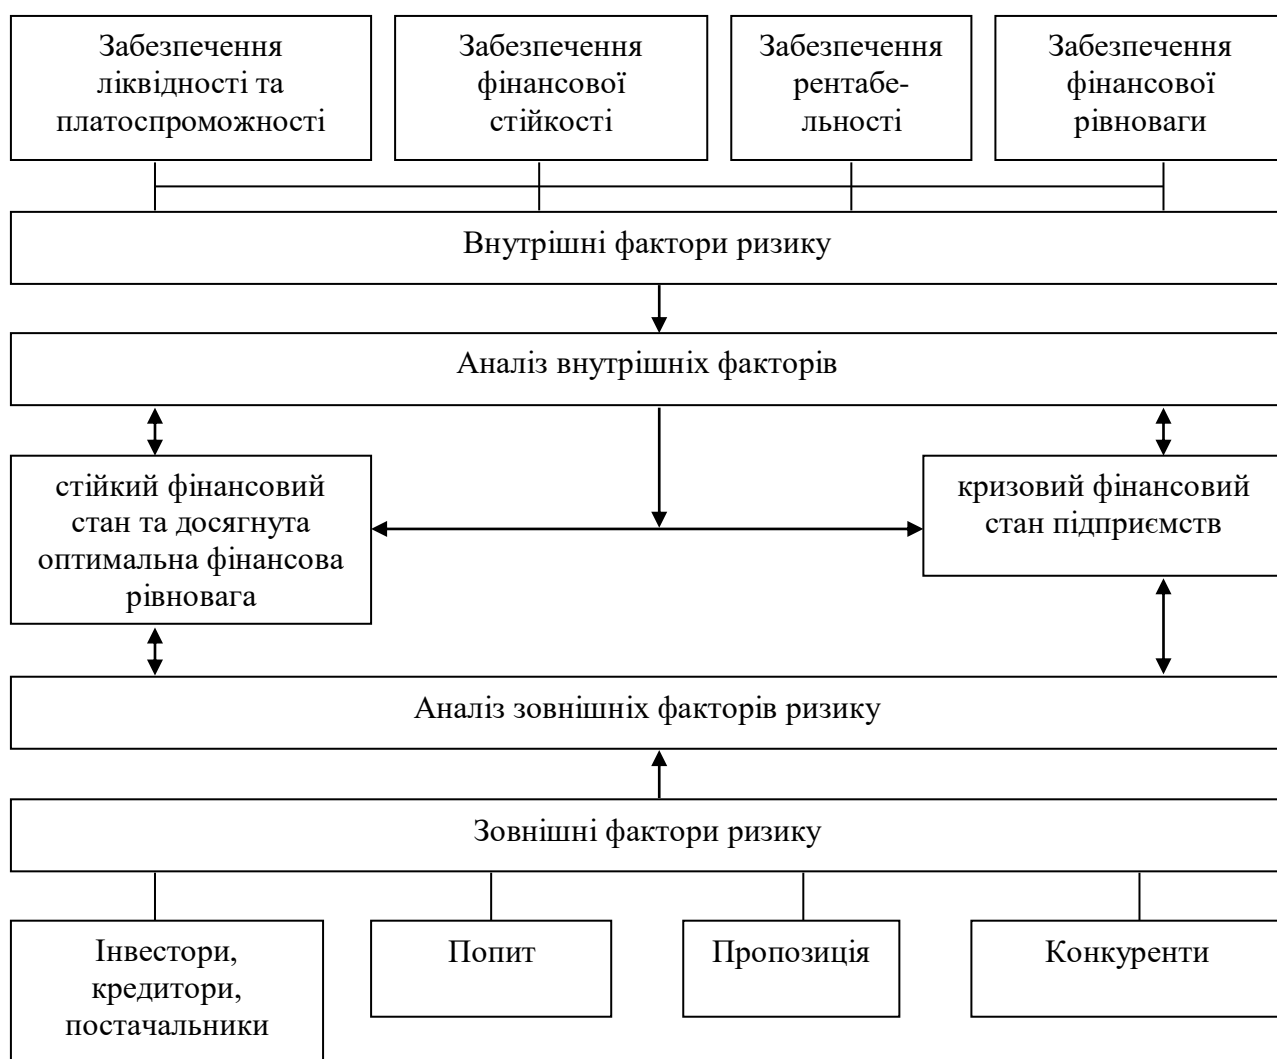 Забезпечення
ліквідності та
платоспроможності
Забезпечення
фінансової
стійкості
Забезпечення
рентабе-
льності
Забезпечення
фінансової
рівноваги
Внутрішні фактори ризику
Аналіз внутрішніх факторів
стійкий фінансовий
стан та досягнута
оптимальна фінансова
рівновага
кризовий фінансовий
стан підприємств
Аналіз зовнішніх факторів ризику
Зовнішні фактори ризику
Інвестори,
кредитори,
постачальники
Попит
Пропозиція
Конкуренти